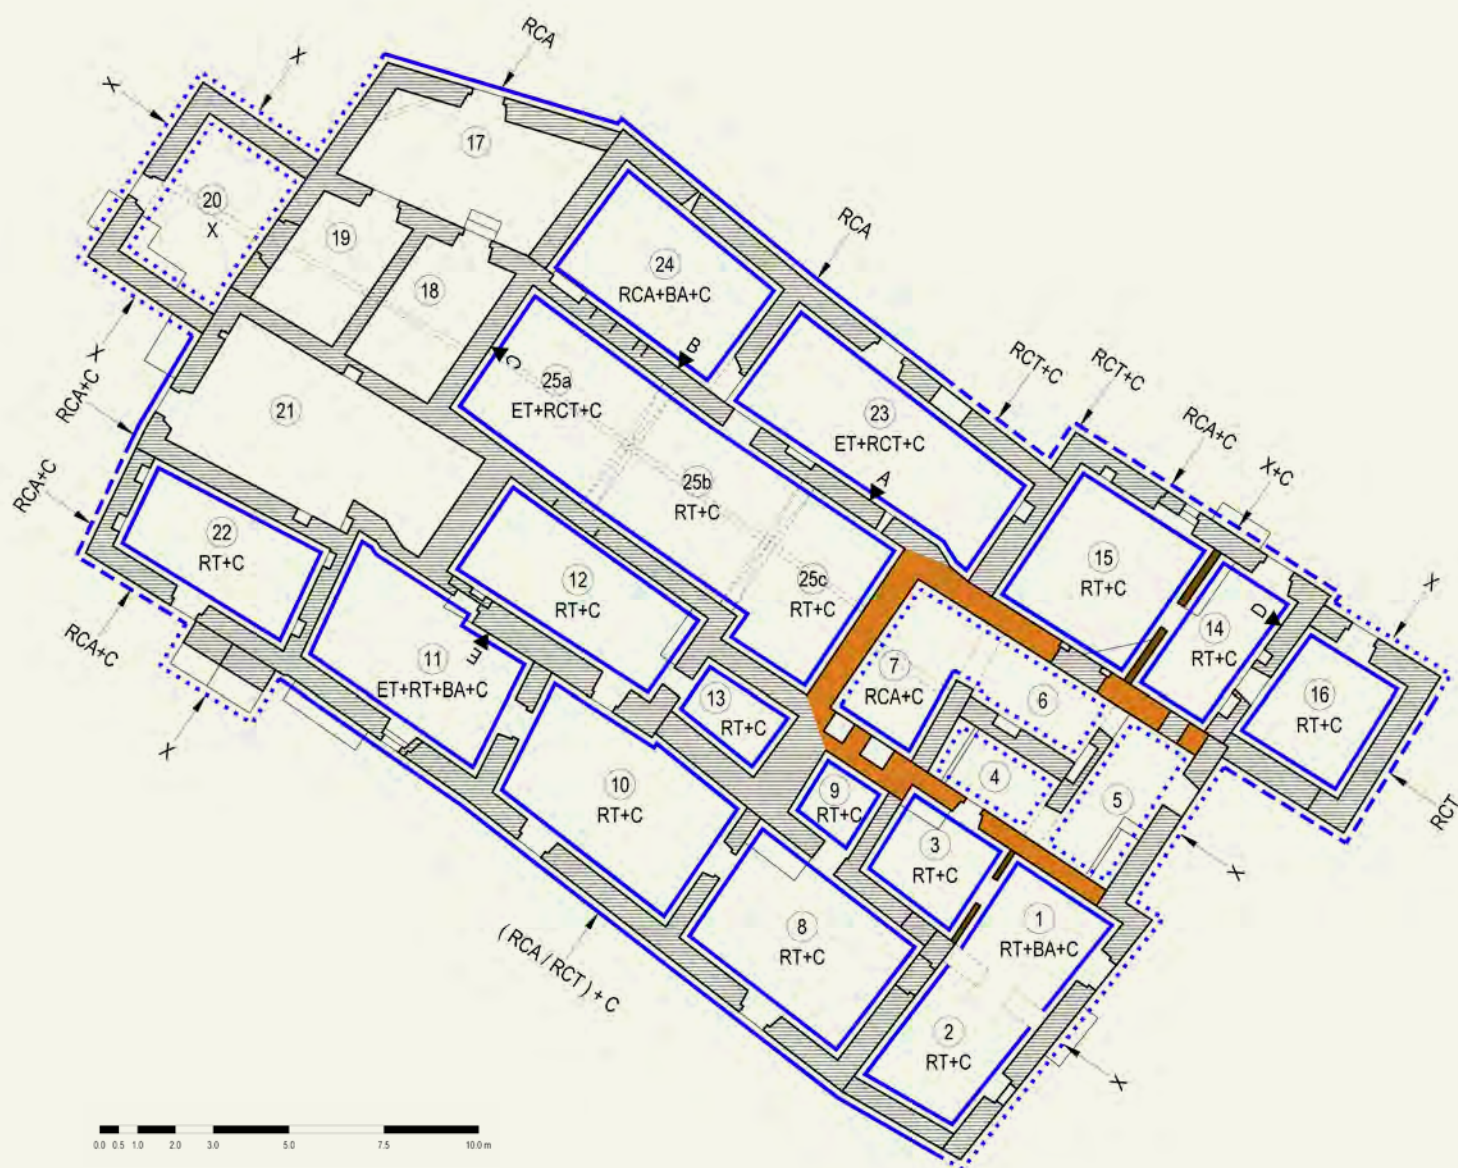 RCA
X
X
17
20
X
19
18
RCA
24
RCA+BA+C
B
C
25a
ET+RCT+C
23
ET+RCT+C
A
RCT+C
RCT+C
RCA+C
X+C
X
X
RCA+C
RCA+C
21
22
RT+C
RCA+C
25b
RT+C
25c
RT+C
12
RT+C
15
RT+C
14
RT+C
D
16
RT+C
RCT
11
ET+RT+BA+C
E
X
13
RT+C
7
RCA+C
6
4
5
X
10
RT+C
9
RT+C
3
RT+C
1
RT+BA+C
8
RT+C
2
RT+C
X
( RCA / RCT ) + C
0.0 0.5 1.0 2.0 3.0 5.0 7.5 10.0 m